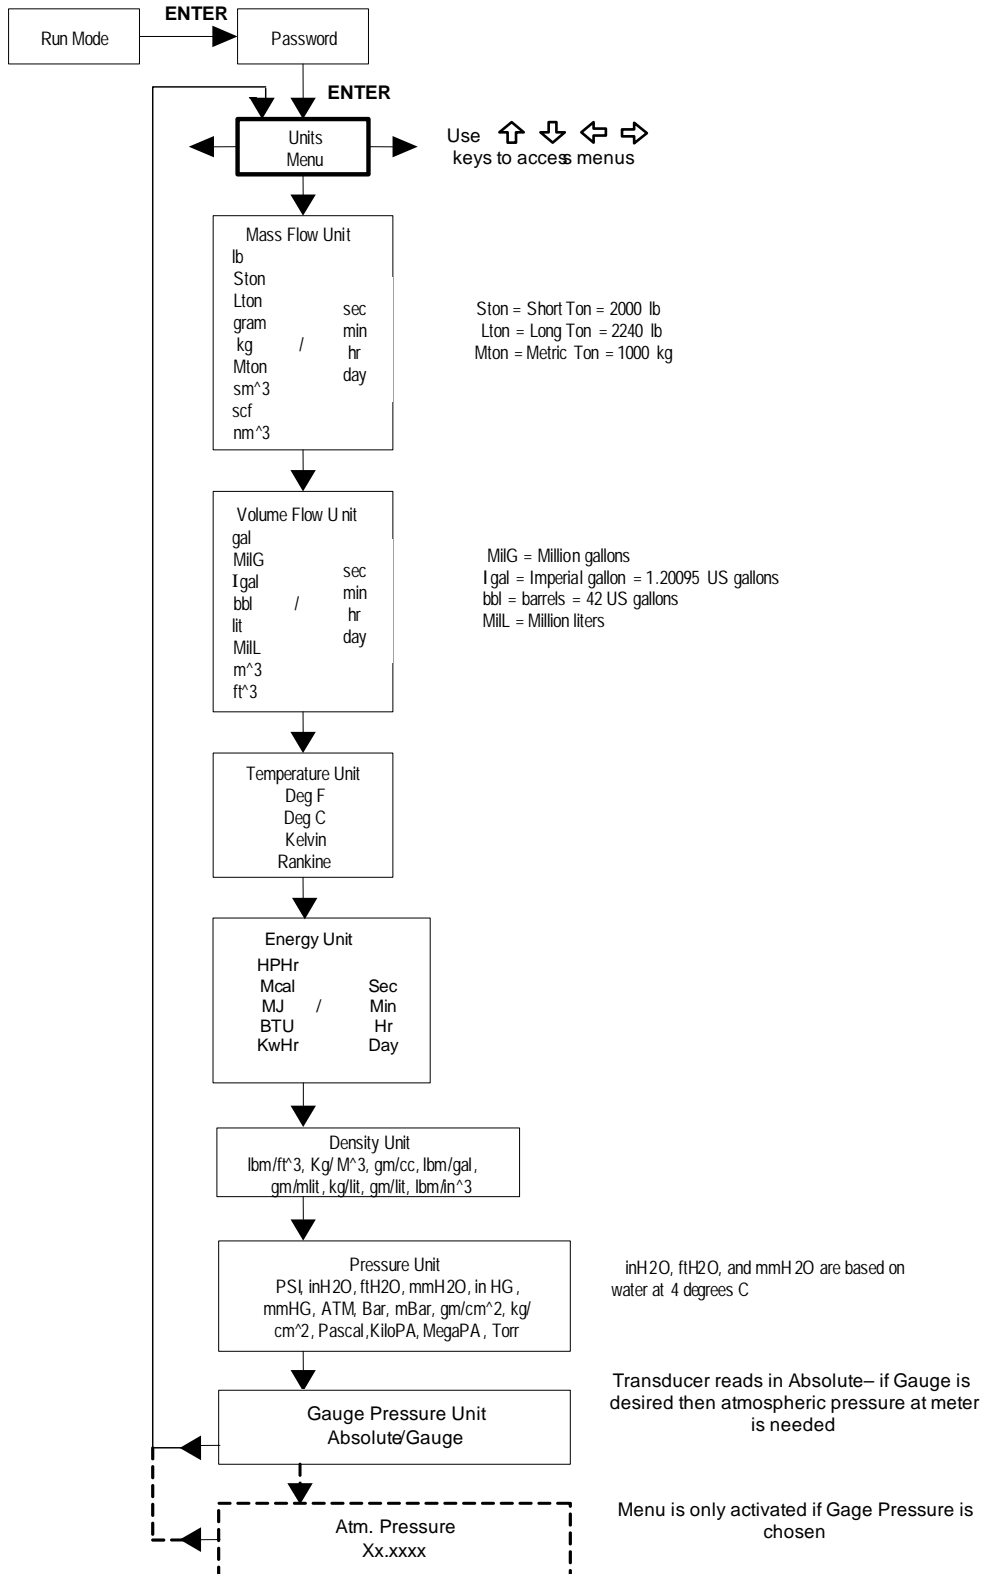 ENTER
Run Mode
Password
ENTER
Units
Menu
Use
keys to access menus
Mass Flow Unit
lb
Ston
Lton
gram
kg
Mton
sm^3
scf
nm^3
/
sec
min
hr
day
Ston = Short Ton = 2000 lb
Lton = Long Ton = 2240 lb
Mton = Metric Ton = 1000 kg
Volume Flow Unit
gal
MilG
Igal
bbl
lit
MilL
m^3
ft^3
/
sec
min
hr
day
MilG = Million gallons
Igal = Imperial gallon = 1.20095 US gallons
bbl = barrels = 42 US gallons
MilL = Million liters
Temperature Unit
Deg F
Deg C
Kelvin
Rankine
Energy Unit
HPHr
Mcal
MJ
BTU
KwHr
/
Sec
Min
Hr
Day
Density Unit
lbm/ft^3, Kg/M^3, gm/cc, lbm/gal,
gm/mlit, kg/lit, gm/lit, lbm/in^3
Pressure Unit
PSI, inH2O, ftH2O, mmH2O, in HG,
mmHG, ATM, Bar, mBar, gm/cm^2, kg/
cm^2, Pascal, KiloPA, MegaPA, Torr
inH2O, ftH2O, and mmH2O are based on
water at 4 degrees C
Gauge Pressure Unit
Absolute/Gauge
Transducer reads in Absolute– if Gauge is
desired then atmospheric pressure at meter
is needed
Atm. Pressure
Xx.xxxx
Menu is only activated if Gage Pressure is
chosen